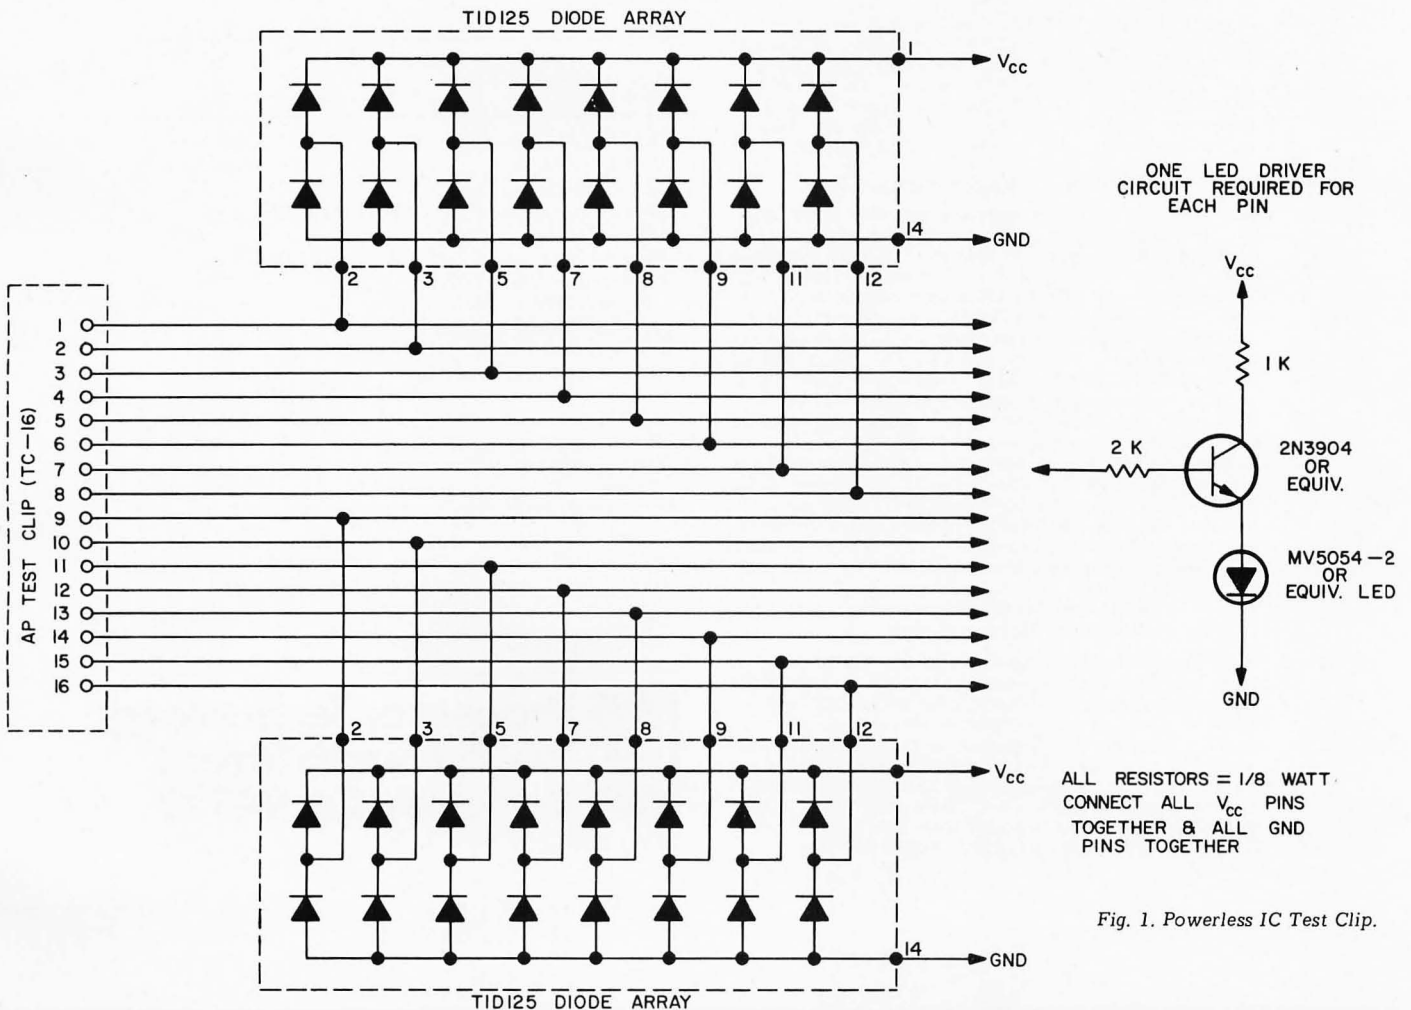 TID125 DIODE ARRAY
1
V_CC
14
GND
2 3 5 7 8 9 11 12
ONE LED DRIVER
CIRCUIT REQUIRED FOR
EACH PIN
V_CC
1 K
2 K
2N3904
OR
EQUIV.
MV5054-2
OR
EQUIV. LED
GND
AP TEST CLIP (TC-16)
1
2
3
4
5
6
7
8
9
10
11
12
13
14
15
16
2 3 5 7 8 9 11 12
1
V_CC
14
GND
TID125 DIODE ARRAY
ALL RESISTORS = 1/8 WATT
CONNECT ALL V_CC PINS
TOGETHER & ALL GND
PINS TOGETHER
Fig. 1. Powerless IC Test Clip.